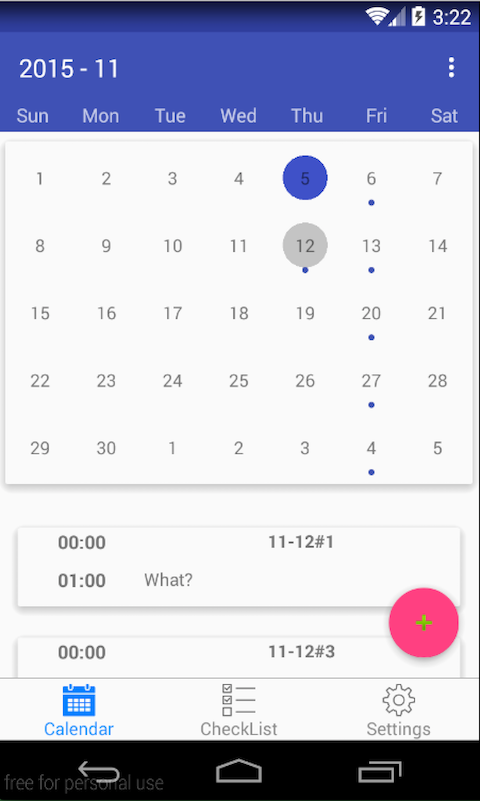 3:22
2015 - 11
Sun Mon Tue Wed Thu Fri Sat
1 2 3 4 5 6 7
8 9 10 11 12 13 14
15 16 17 18 19 20 21
22 23 24 25 26 27 28
29 30 1 2 3 4 5
00:00 11-12#1
01:00 What?
00:00 11-12#3
Calendar CheckList Settings
free for personal use